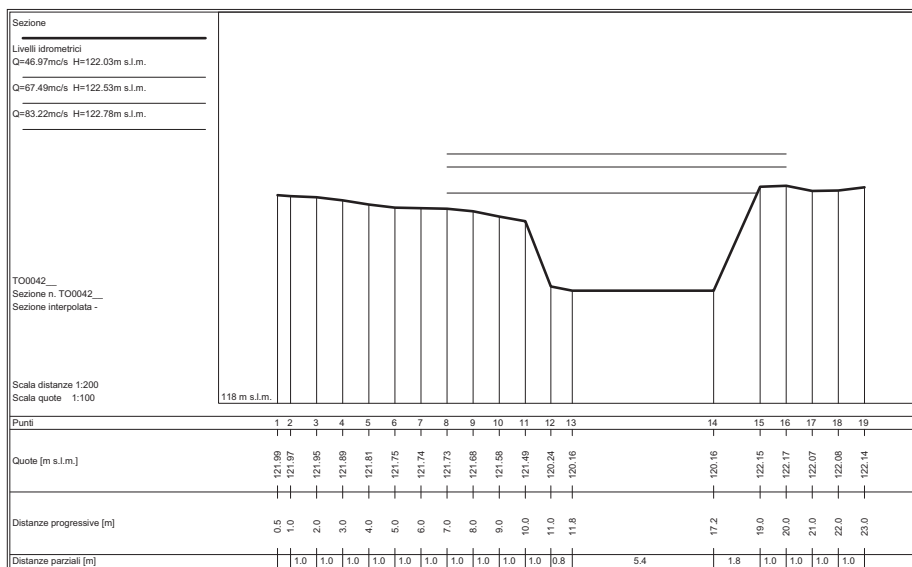 Sezione
Livelli idrometrici
Q=46.97mc/s H=122.03m s.l.m.
Q=67.49mc/s H=122.53m s.l.m.
Q=83.22mc/s H=122.78m s.l.m.
TO0042__
Sezione n. TO0042__
Sezione interpolata -
Scala distanze 1:200
Scala quote 1:100
118 m s.l.m.
Punti 1 2 3 4 5 6 7 8 9 10 11 12 13 14 15 16 17 18 19
Quote [m s.l.m.] 121.99 121.97 121.95 121.89 121.81 121.75 121.74 121.73 121.68 121.58 121.49 120.24 120.16 120.16 122.15 122.17 122.07 122.08 122.14
Distanze progressive [m] 0.5 1.0 2.0 3.0 4.0 5.0 6.0 7.0 8.0 9.0 10.0 11.0 11.8 17.2 19.0 20.0 21.0 22.0 23.0
Distanze parziali [m] 1.0 1.0 1.0 1.0 1.0 1.0 1.0 1.0 1.0 1.0 0.8 5.4 1.8 1.0 1.0 1.0 1.0